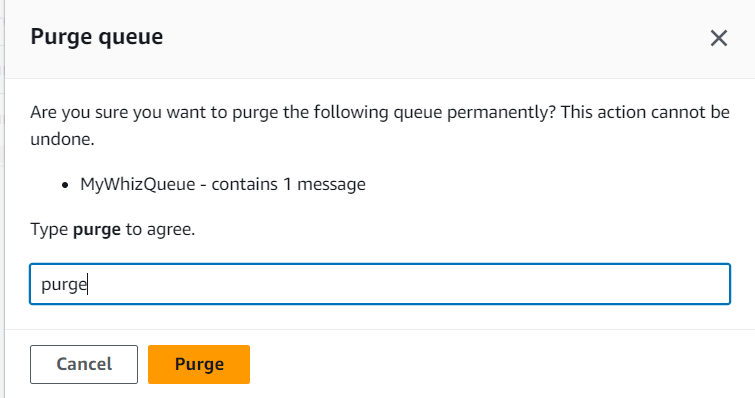 Purge queue
Are you sure you want to purge the following queue permanently? This action cannot be
undone.
• MyWhizQueue - contains 1 message
Type purge to agree.
purge
Cancel
Purge